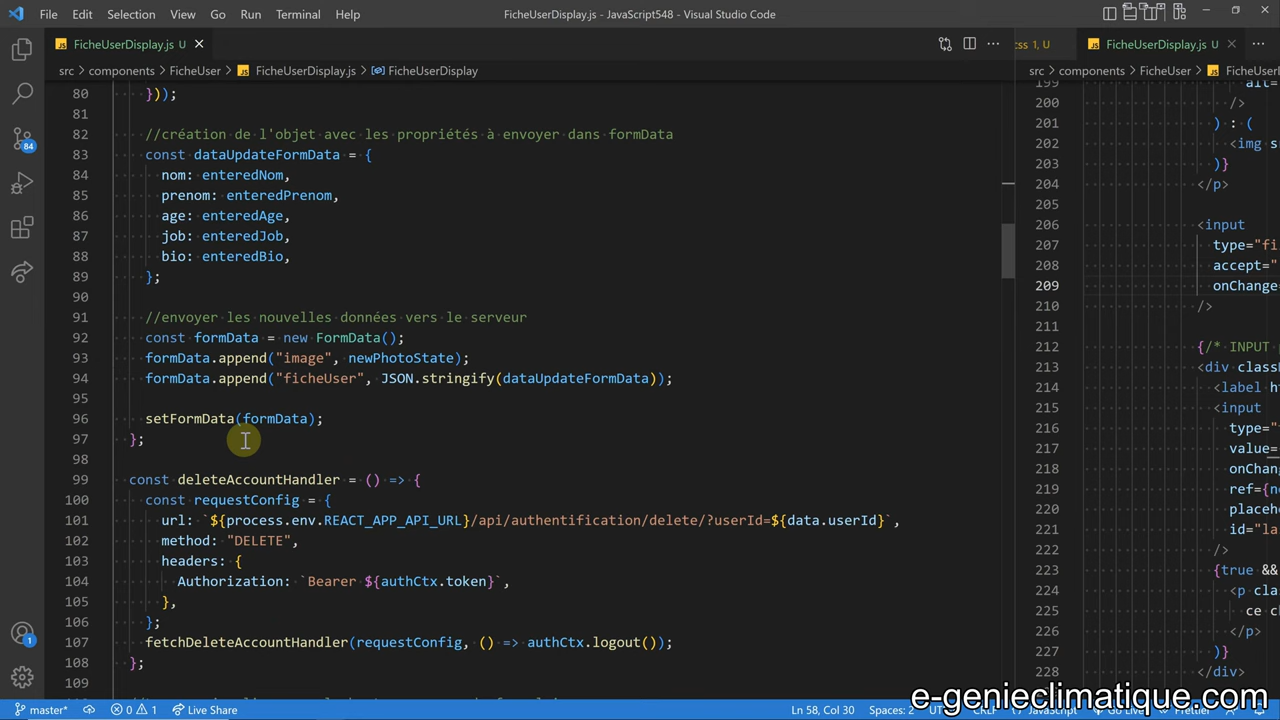 File Edit Selection View Go Run Terminal Help FicheUserDisplay.js - JavaScript548 - Visual Studio Code
FicheUserDisplay.js U
src components FicheUser FicheUserDisplay.js FicheUserDisplay
80 }));
81
82 //création de l'objet avec les propriétés à envoyer dans formData
83 const dataUpdateFormData = {
84 nom: enteredNom,
85 prenom: enteredPrenom,
86 age: enteredAge,
87 job: enteredJob,
88 bio: enteredBio,
89 };
90
91 //envoyer les nouvelles données vers le serveur
92 const formData = new FormData();
93 formData.append("image", newPhotoState);
94 formData.append("ficheUser", JSON.stringify(dataUpdateFormData));
95
96 setFormData(formData);
97 };
98
99 const deleteAccountHandler = () => {
100 const requestConfig = {
101 url: `${process.env.REACT_APP_API_URL}/api/authentification/delete/?userId=${data.userId}`,
102 method: "DELETE",
103 headers: {
104 Authorization: `Bearer ${authCtx.token}`,
105 },
106 };
107 fetchDeleteAccountHandler(requestConfig, () => authCtx.logout());
108 };
109
css 1, U FicheUserDisplay.js U
src components FicheUser FicheUserD
199 alt=
200 />
201 ) : (
202 <img s
203 )}
204 </p>
205
206 <input
207 type="fi
208 accept="
209 onChange=
210 />
211
212 {/* INPUT
213 <div class
214 <label h
215 <input
216 type="
217 value=
218 onChan
219 ref={n
220 placeh
221 id="la
222 />
223 {true &&
224 <p cla
225 ce c
226 </p>
227 )}
228 </div>
84
1
master* 0 1 Live Share Ln 58, Col 30 Spaces: 2
e-genieclimatique.com